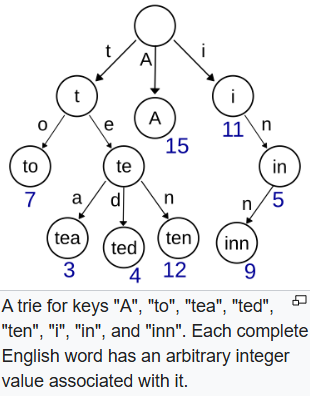 t A i
t A i
15 11
o e n
to te in
7 5
a d n n
tea ted ten inn
3 4 12 9
A trie for keys "A", "to", "tea", "ted",
"ten", "i", "in", and "inn". Each complete
English word has an arbitrary integer
value associated with it.